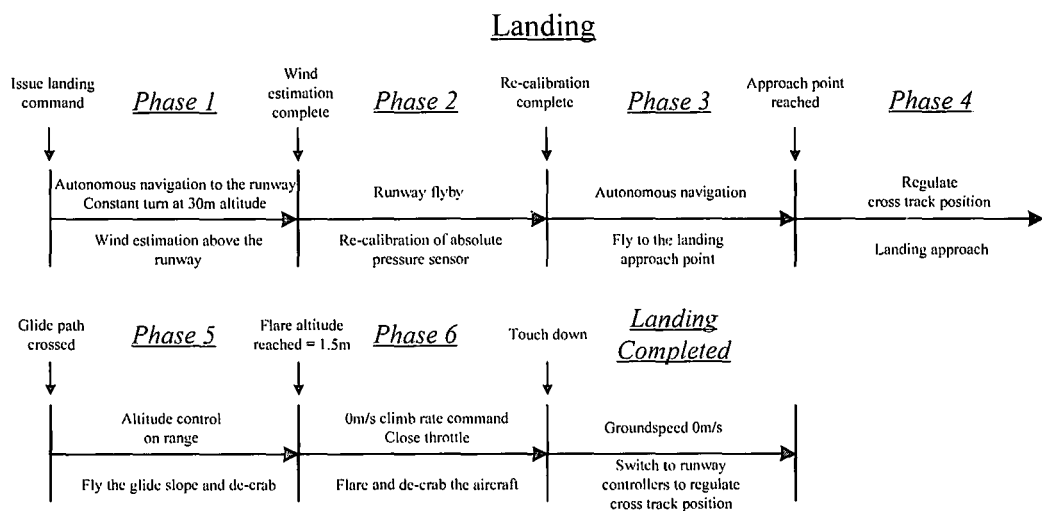 Landing
Issue landing
command
Phase 1
Wind
estimation
complete
Phase 2
Re-calibration
complete
Phase 3
Approach point
reached
Phase 4
Autonomous navigation to the runway
Constant turn at 30m altitude
Wind estimation above the
runway
Runway flyby
Re-calibration of absolute
pressure sensor
Autonomous navigation
Fly to the landing
approach point
Regulate
cross track position
Landing approach
Glide path
crossed
Phase 5
Flare altitude
reached = 1.5m
Phase 6
Touch down
Landing
Completed
Altitude control
on range
Fly the glide slope and de-crab
0m/s climb rate command
Close throttle
Flare and de-crab the aircraft
Groundspeed 0m/s
Switch to runway
controllers to regulate
cross track position